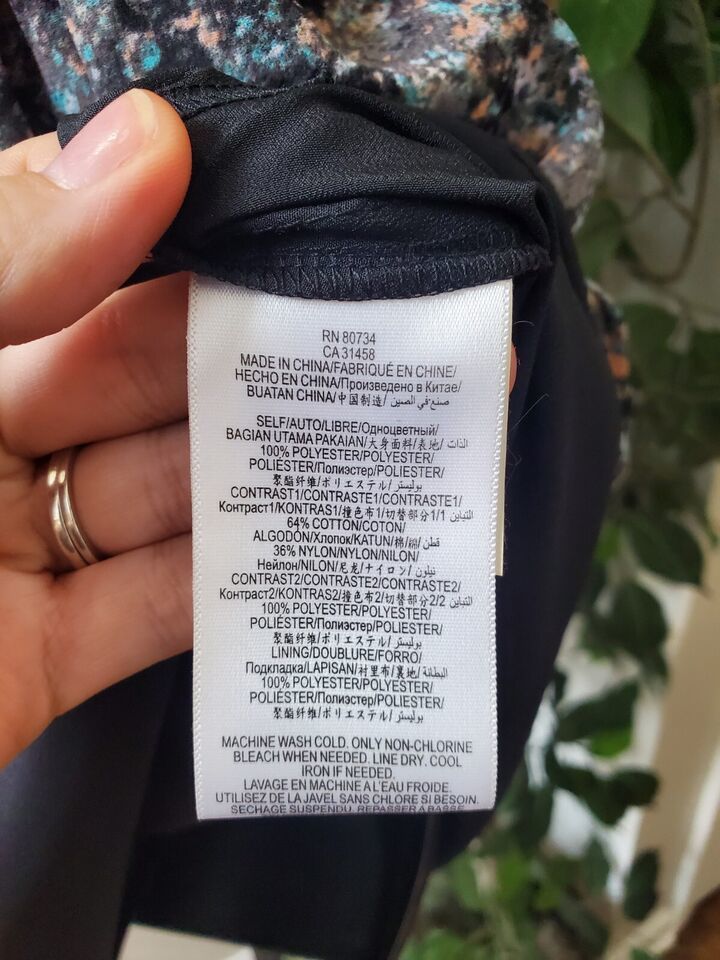 RN 80734
CA 31458
MADE IN CHINA/FABRIQUÉ EN CHINE/
HECHO EN CHINA/Произведено в Китае/
BUATAN CHINA/中国制造/ صنع في الصين
SELF/AUTO/LIBRE/Одноцветный/
BAGIAN UTAMA PAKAIAN/大身面料/表地/ الذات
100% POLYESTER/POLYESTER/
POLIÉSTER/Полиэстер/POLIESTER/
聚酯纤维/ポリエステル/بوليستر
CONTRAST1/CONTRASTE1/CONTRASTE1/
Контраст1/KONTRAS1/撞色布1/切替部分1/1 التباين
64% COTTON/COTON/
ALGODÓN/Хлопок/KATUN/棉/綿/ قطن
36% NYLON/NYLON/NILON/
Нейлон/NILON/尼龙/ナイロン/ نيلون
CONTRAST2/CONTRASTE2/CONTRASTE2/
Контраст2/KONTRAS2/撞色布2/切替部分2/2 التباين
100% POLYESTER/POLYESTER/
POLIÉSTER/Полиэстер/POLIESTER/
聚酯纤维/ポリエステル/بوليستر
LINING/DOUBLURE/FORRO/
Подкладка/LAPISAN/衬里布/裏地/البطانة
100% POLYESTER/POLYESTER/
POLIÉSTER/Полиэстер/POLIESTER/
聚酯纤维/ポリエステル/بوليستر
MACHINE WASH COLD. ONLY NON-CHLORINE
BLEACH WHEN NEEDED. LINE DRY. COOL
IRON IF NEEDED.
LAVAGE EN MACHINE A L'EAU FROIDE.
UTILISEZ DE LA JAVEL SANS CHLORE SI BESOIN.
SECHAGE SUSPENDU. REPASSER A BASSE